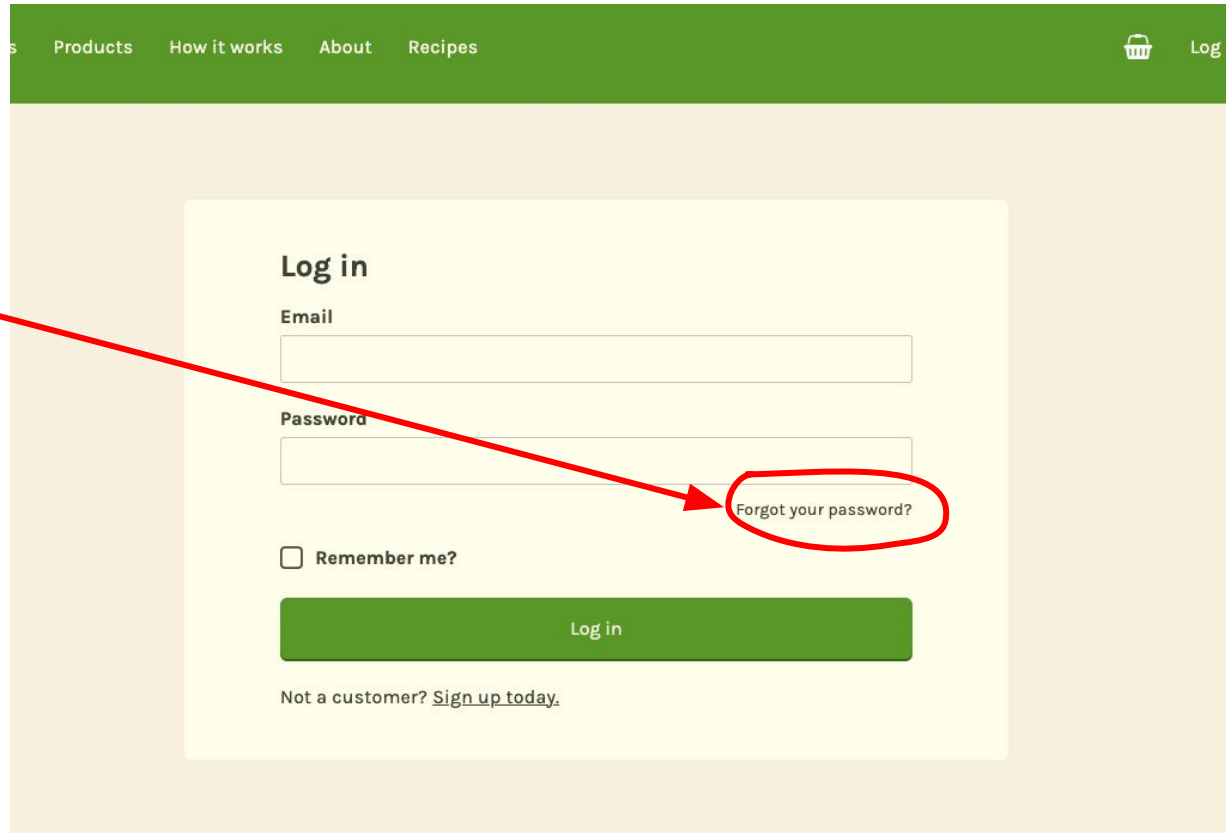 Products How it works About Recipes Log
Log in
Email
Password
Forgot your password?
Remember me?
Log in
Not a customer? Sign up today.